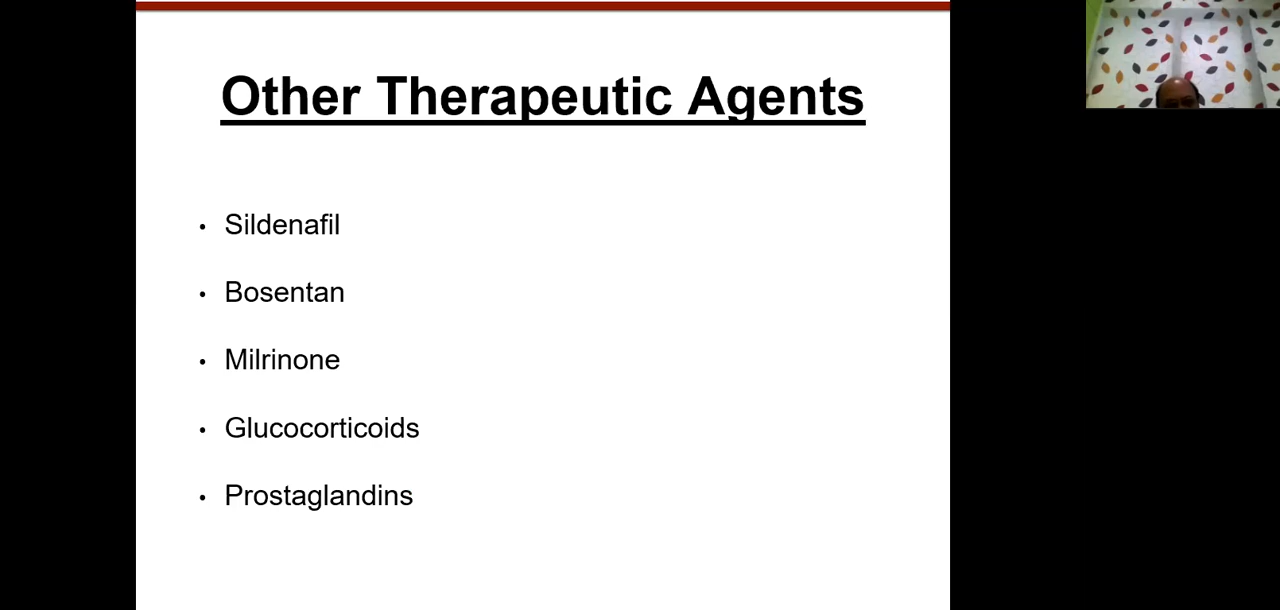 Other Therapeutic Agents
• Sildenafil
• Bosentan
• Milrinone
• Glucocorticoids
• Prostaglandins